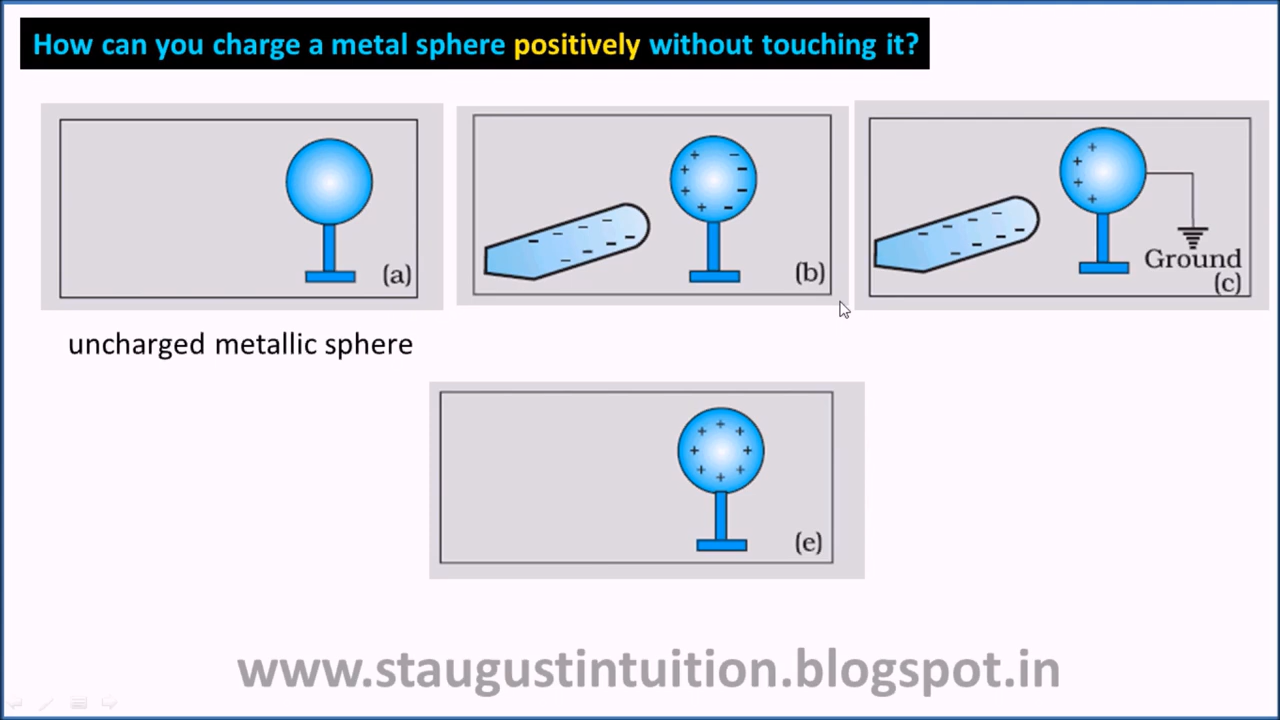 How can you charge a metal sphere positively without touching it?
(a)
(b)
Ground
(c)
uncharged metallic sphere
(e)
www.staugustintuition.blogspot.in